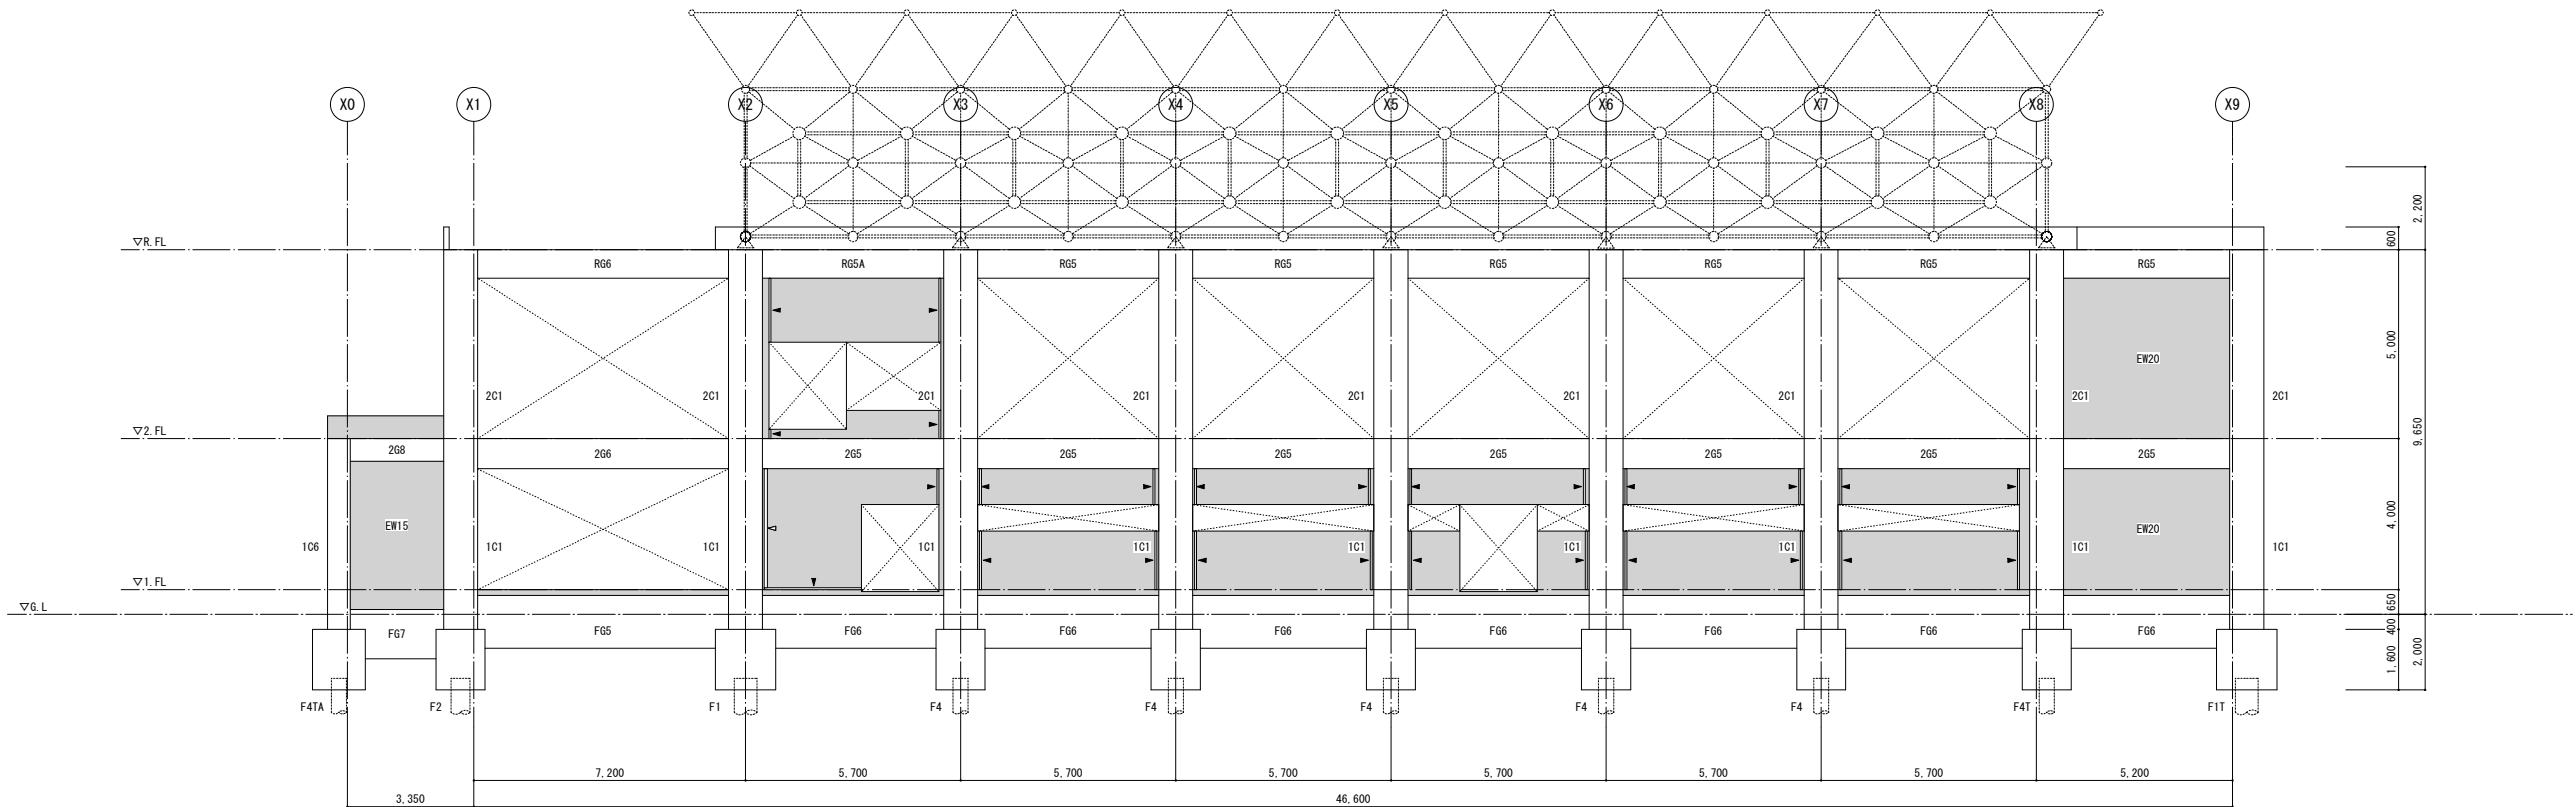 X0
X1
X2
X3
X4
X5
X6
X7
X8
X9
2,200
▽R.FL
600
RG6
RG5A
RG5
RG5
RG5
RG5
RG5
RG5
5,000
EW20
2C1
2C1
2C1
2C1
2C1
2C1
2C1
2C1
2C1
▽2.FL
9,650
2G8
2G6
2G5
2G5
2G5
2G5
2G5
2G5
2G5
4,000
EW15
EW20
1C6
1C1
1C1
1C1
1C1
1C1
1C1
1C1
1C1
1C1
▽1.FL
650
▽G.L
400
FG7
FG5
FG6
FG6
FG6
FG6
FG6
FG6
FG6
1,600
2,000
F4TA
F2
F1
F4
F4
F4
F4
F4
F4T
F1T
7,200
5,700
5,700
5,700
5,700
5,700
5,700
5,200
3,350
46,600